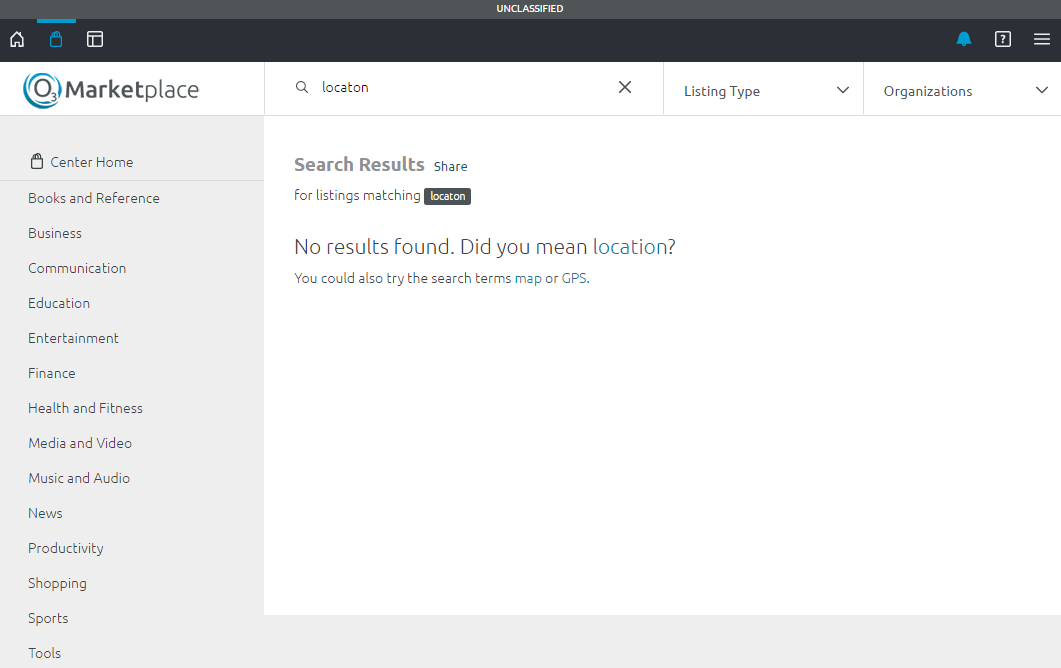 UNCLASSIFIED
O3 Marketplace
locaton
Listing Type
Organizations
Center Home
Books and Reference
Business
Communication
Education
Entertainment
Finance
Health and Fitness
Media and Video
Music and Audio
News
Productivity
Shopping
Sports
Tools
Search Results Share
for listings matching locaton
No results found. Did you mean location?
You could also try the search terms map or GPS.